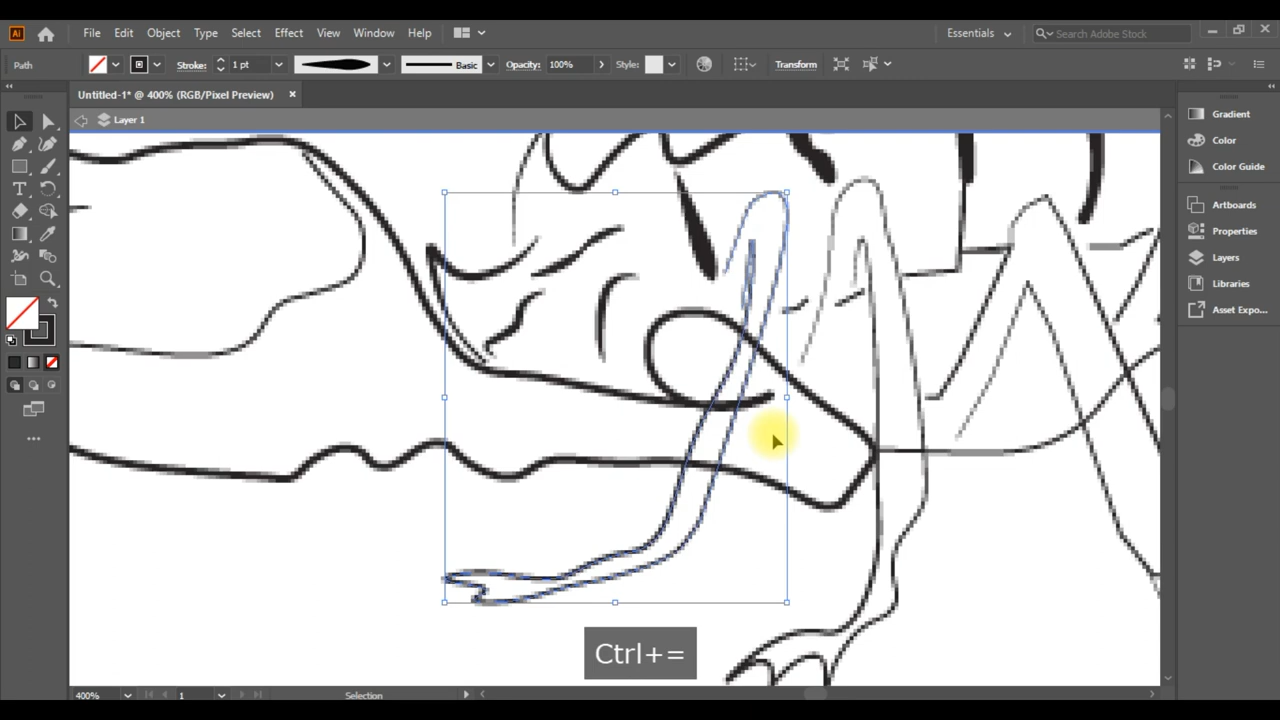 Ai File Edit Object Type Select Effect View Window Help Essentials Search Adobe Stock
Path Stroke: 1 pt Basic Opacity: 100% Style: Transform
Untitled-1* @ 400% (RGB/Pixel Preview)
Layer 1
Gradient
Color
Color Guide
Artboards
Properties
Layers
Libraries
Asset Expo...
Ctrl+=
400% 1 Selection